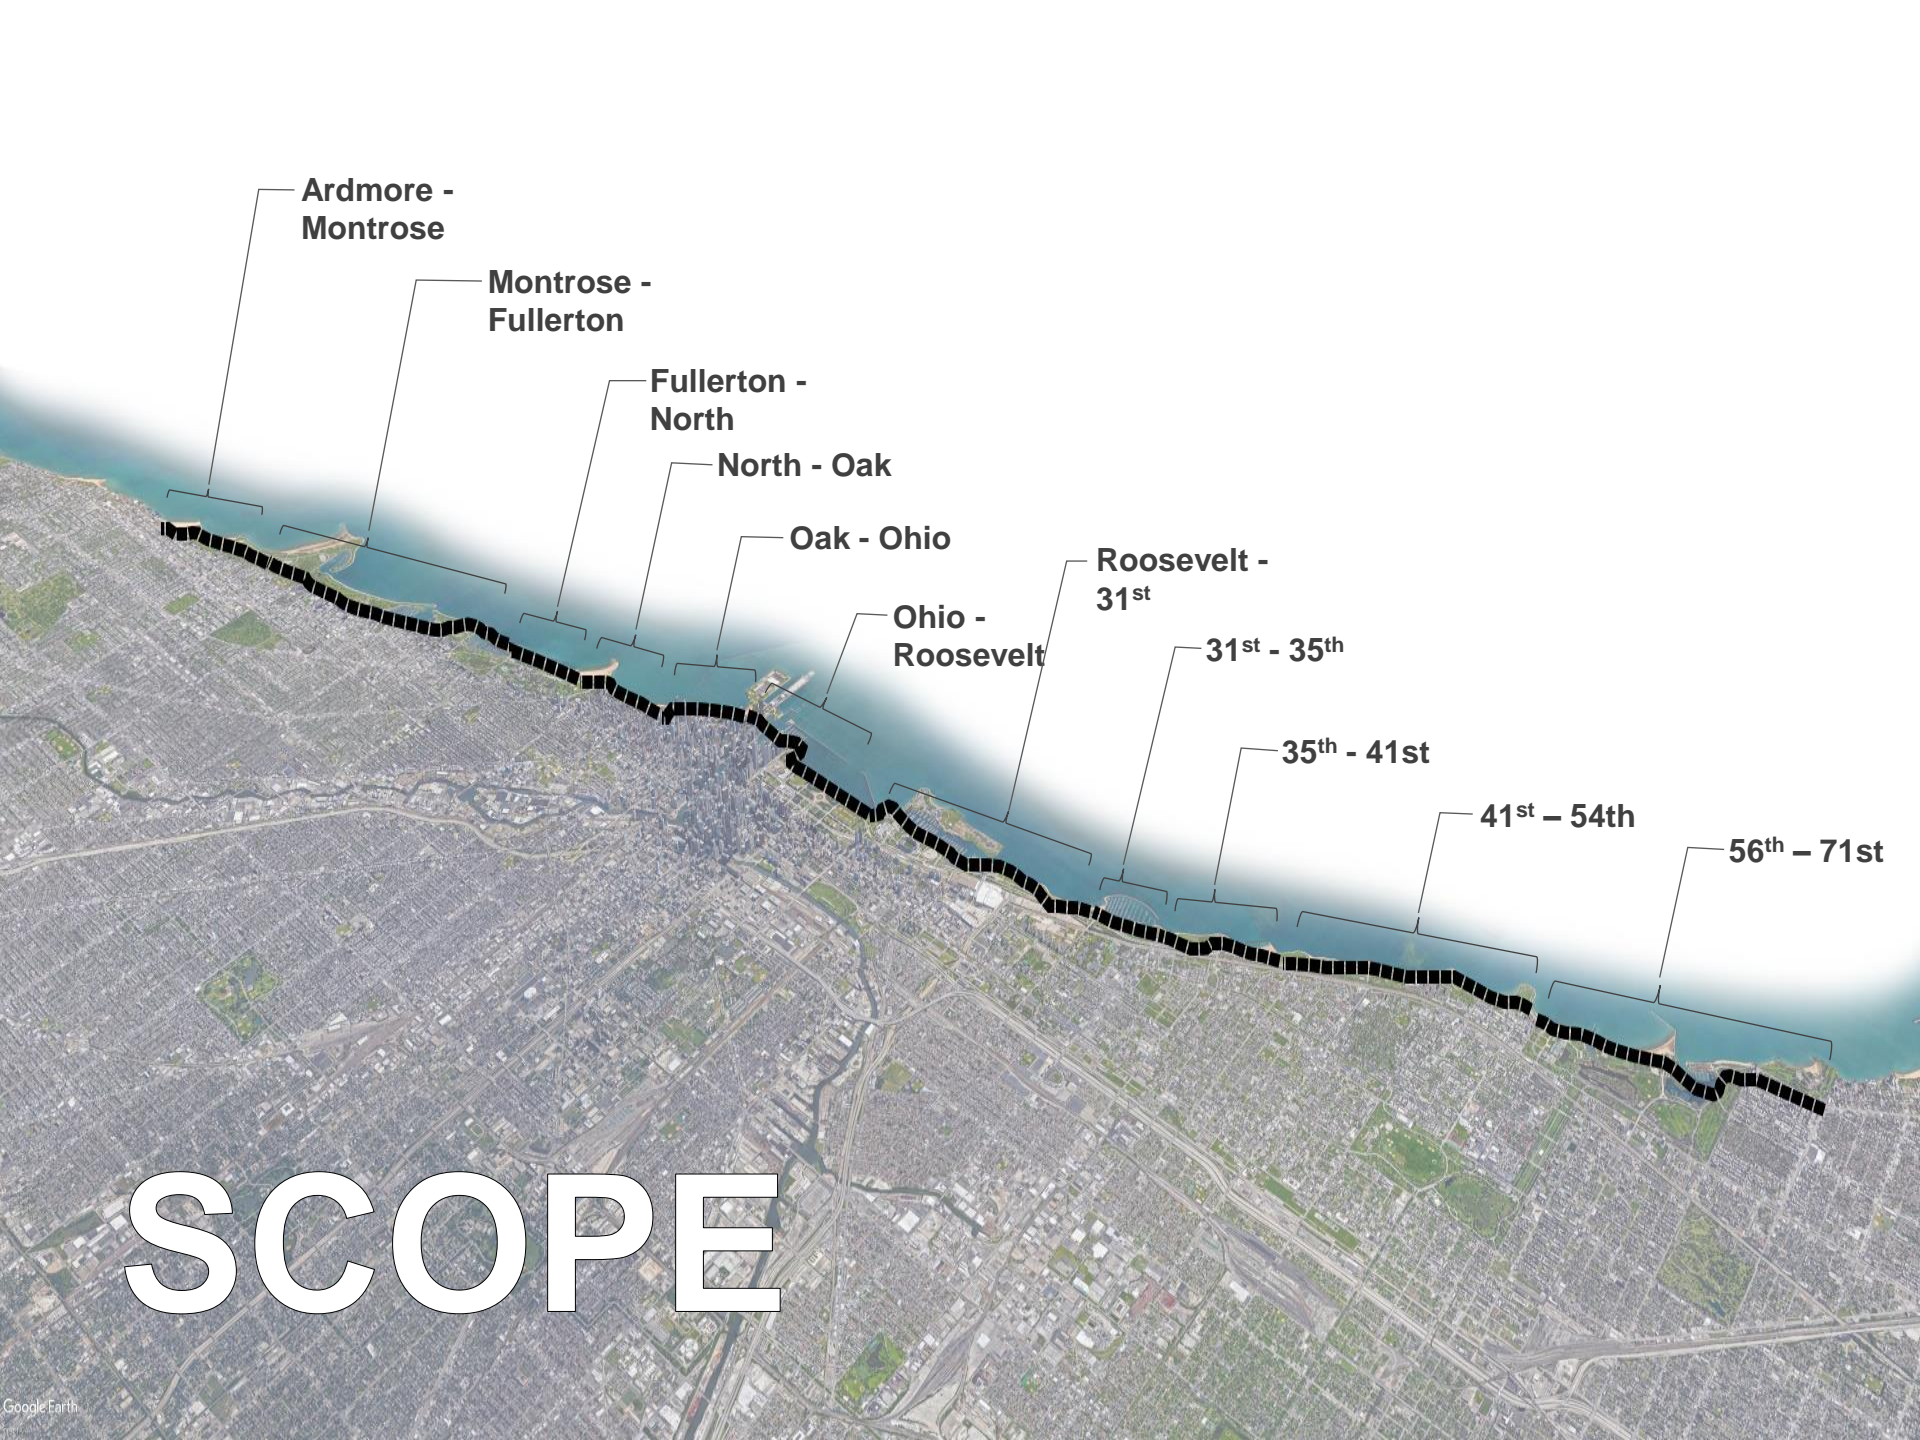 Ardmore -
Montrose
Montrose -
Fullerton
Fullerton -
North
North - Oak
Oak - Ohio
Ohio -
Roosevelt
Roosevelt -
31st
31st - 35th
35th - 41st
41st – 54th
56th – 71st
SCOPE
Google Earth